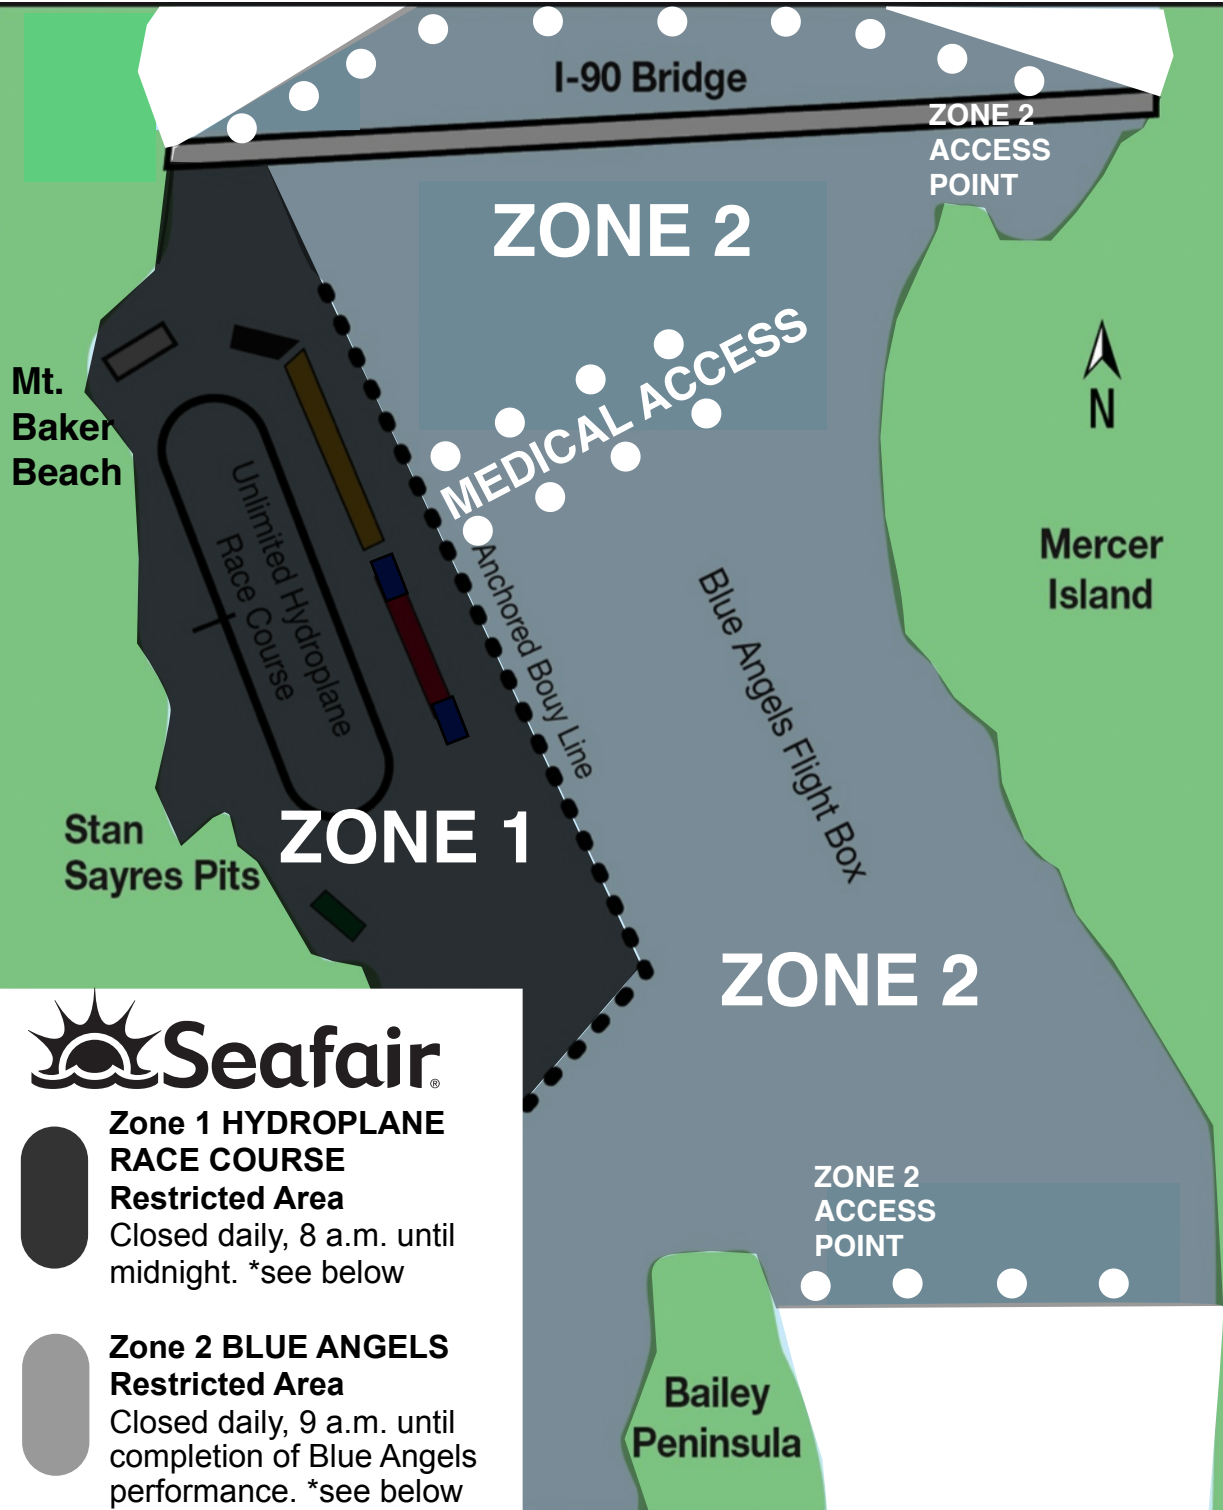 I-90 Bridge
ZONE 2
ACCESS
POINT
ZONE 2
MEDICAL ACCESS
N
Mt.
Baker
Beach
Unlimited Hydroplane
Race Course
Anchored Bouy Line
Blue Angels Flight Box
Mercer
Island
Stan
Sayres Pits
ZONE 1
ZONE 2
Seafair®
Zone 1 HYDROPLANE
RACE COURSE
Restricted Area
Closed daily, 8 a.m. until
midnight. *see below
Zone 2 BLUE ANGELS
Restricted Area
Closed daily, 9 a.m. until
completion of Blue Angels
performance. *see below
ZONE 2
ACCESS
POINT
Bailey
Peninsula